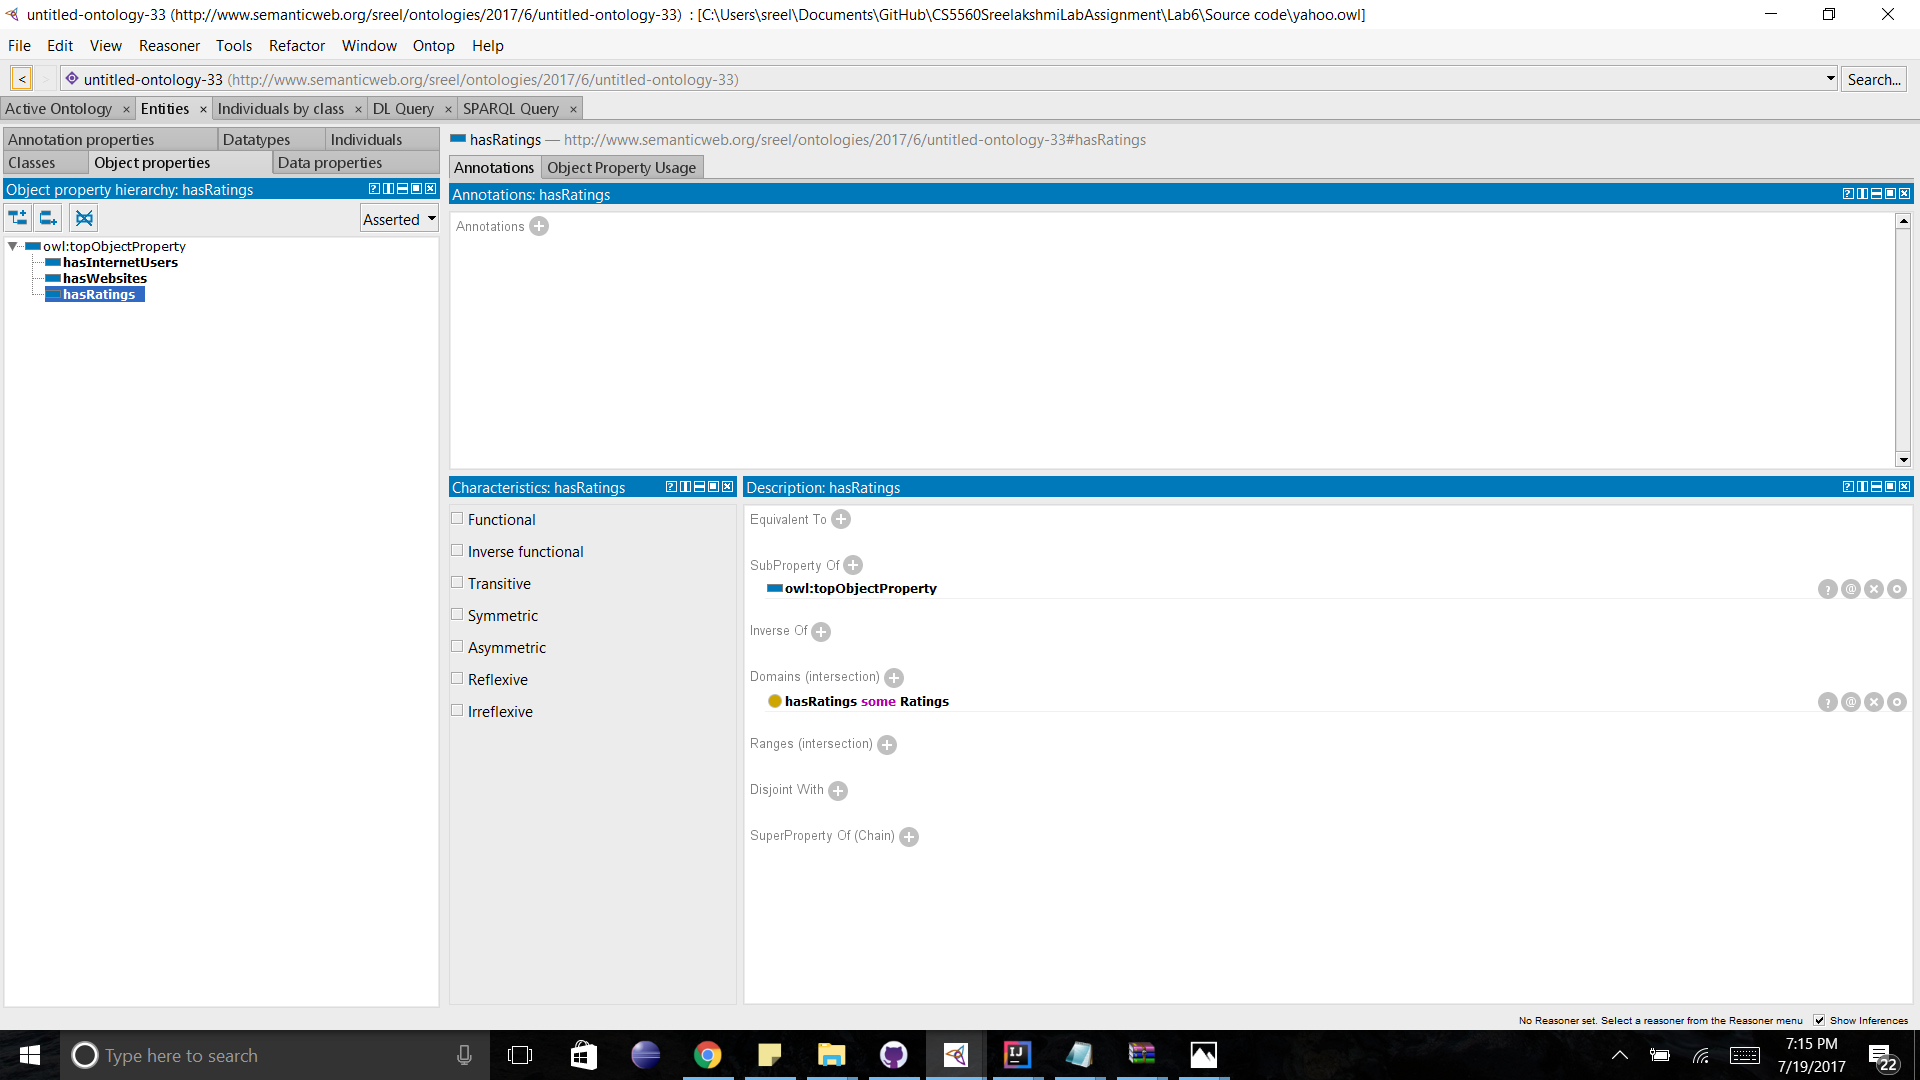 untitled-ontology-33 (http://www.semanticweb.org/sreel/ontologies/2017/6/untitled-ontology-33) : [C:\Users\sreel\Documents\GitHub\CS5560SreelakshmiLabAssignment\Lab6\Source code\yahoo.owl]
File Edit View Reasoner Tools Refactor Window Ontop Help
< > untitled-ontology-33 (http://www.semanticweb.org/sreel/ontologies/2017/6/untitled-ontology-33) Search...
Active Ontology × Entities × Individuals by class × DL Query × SPARQL Query ×
Annotation properties Datatypes Individuals
Classes Object properties Data properties
Object property hierarchy: hasRatings
Asserted
owl:topObjectProperty
hasInternetUsers
hasWebsites
hasRatings
hasRatings — http://www.semanticweb.org/sreel/ontologies/2017/6/untitled-ontology-33#hasRatings
Annotations Object Property Usage
Annotations: hasRatings
Annotations
Characteristics: hasRatings
Functional
Inverse functional
Transitive
Symmetric
Asymmetric
Reflexive
Irreflexive
Description: hasRatings
Equivalent To
SubProperty Of
owl:topObjectProperty
Inverse Of
Domains (intersection)
hasRatings some Ratings
Ranges (intersection)
Disjoint With
SuperProperty Of (Chain)
No Reasoner set. Select a reasoner from the Reasoner menu Show Inferences
Type here to search
IJ
7:15 PM
7/19/2017
22